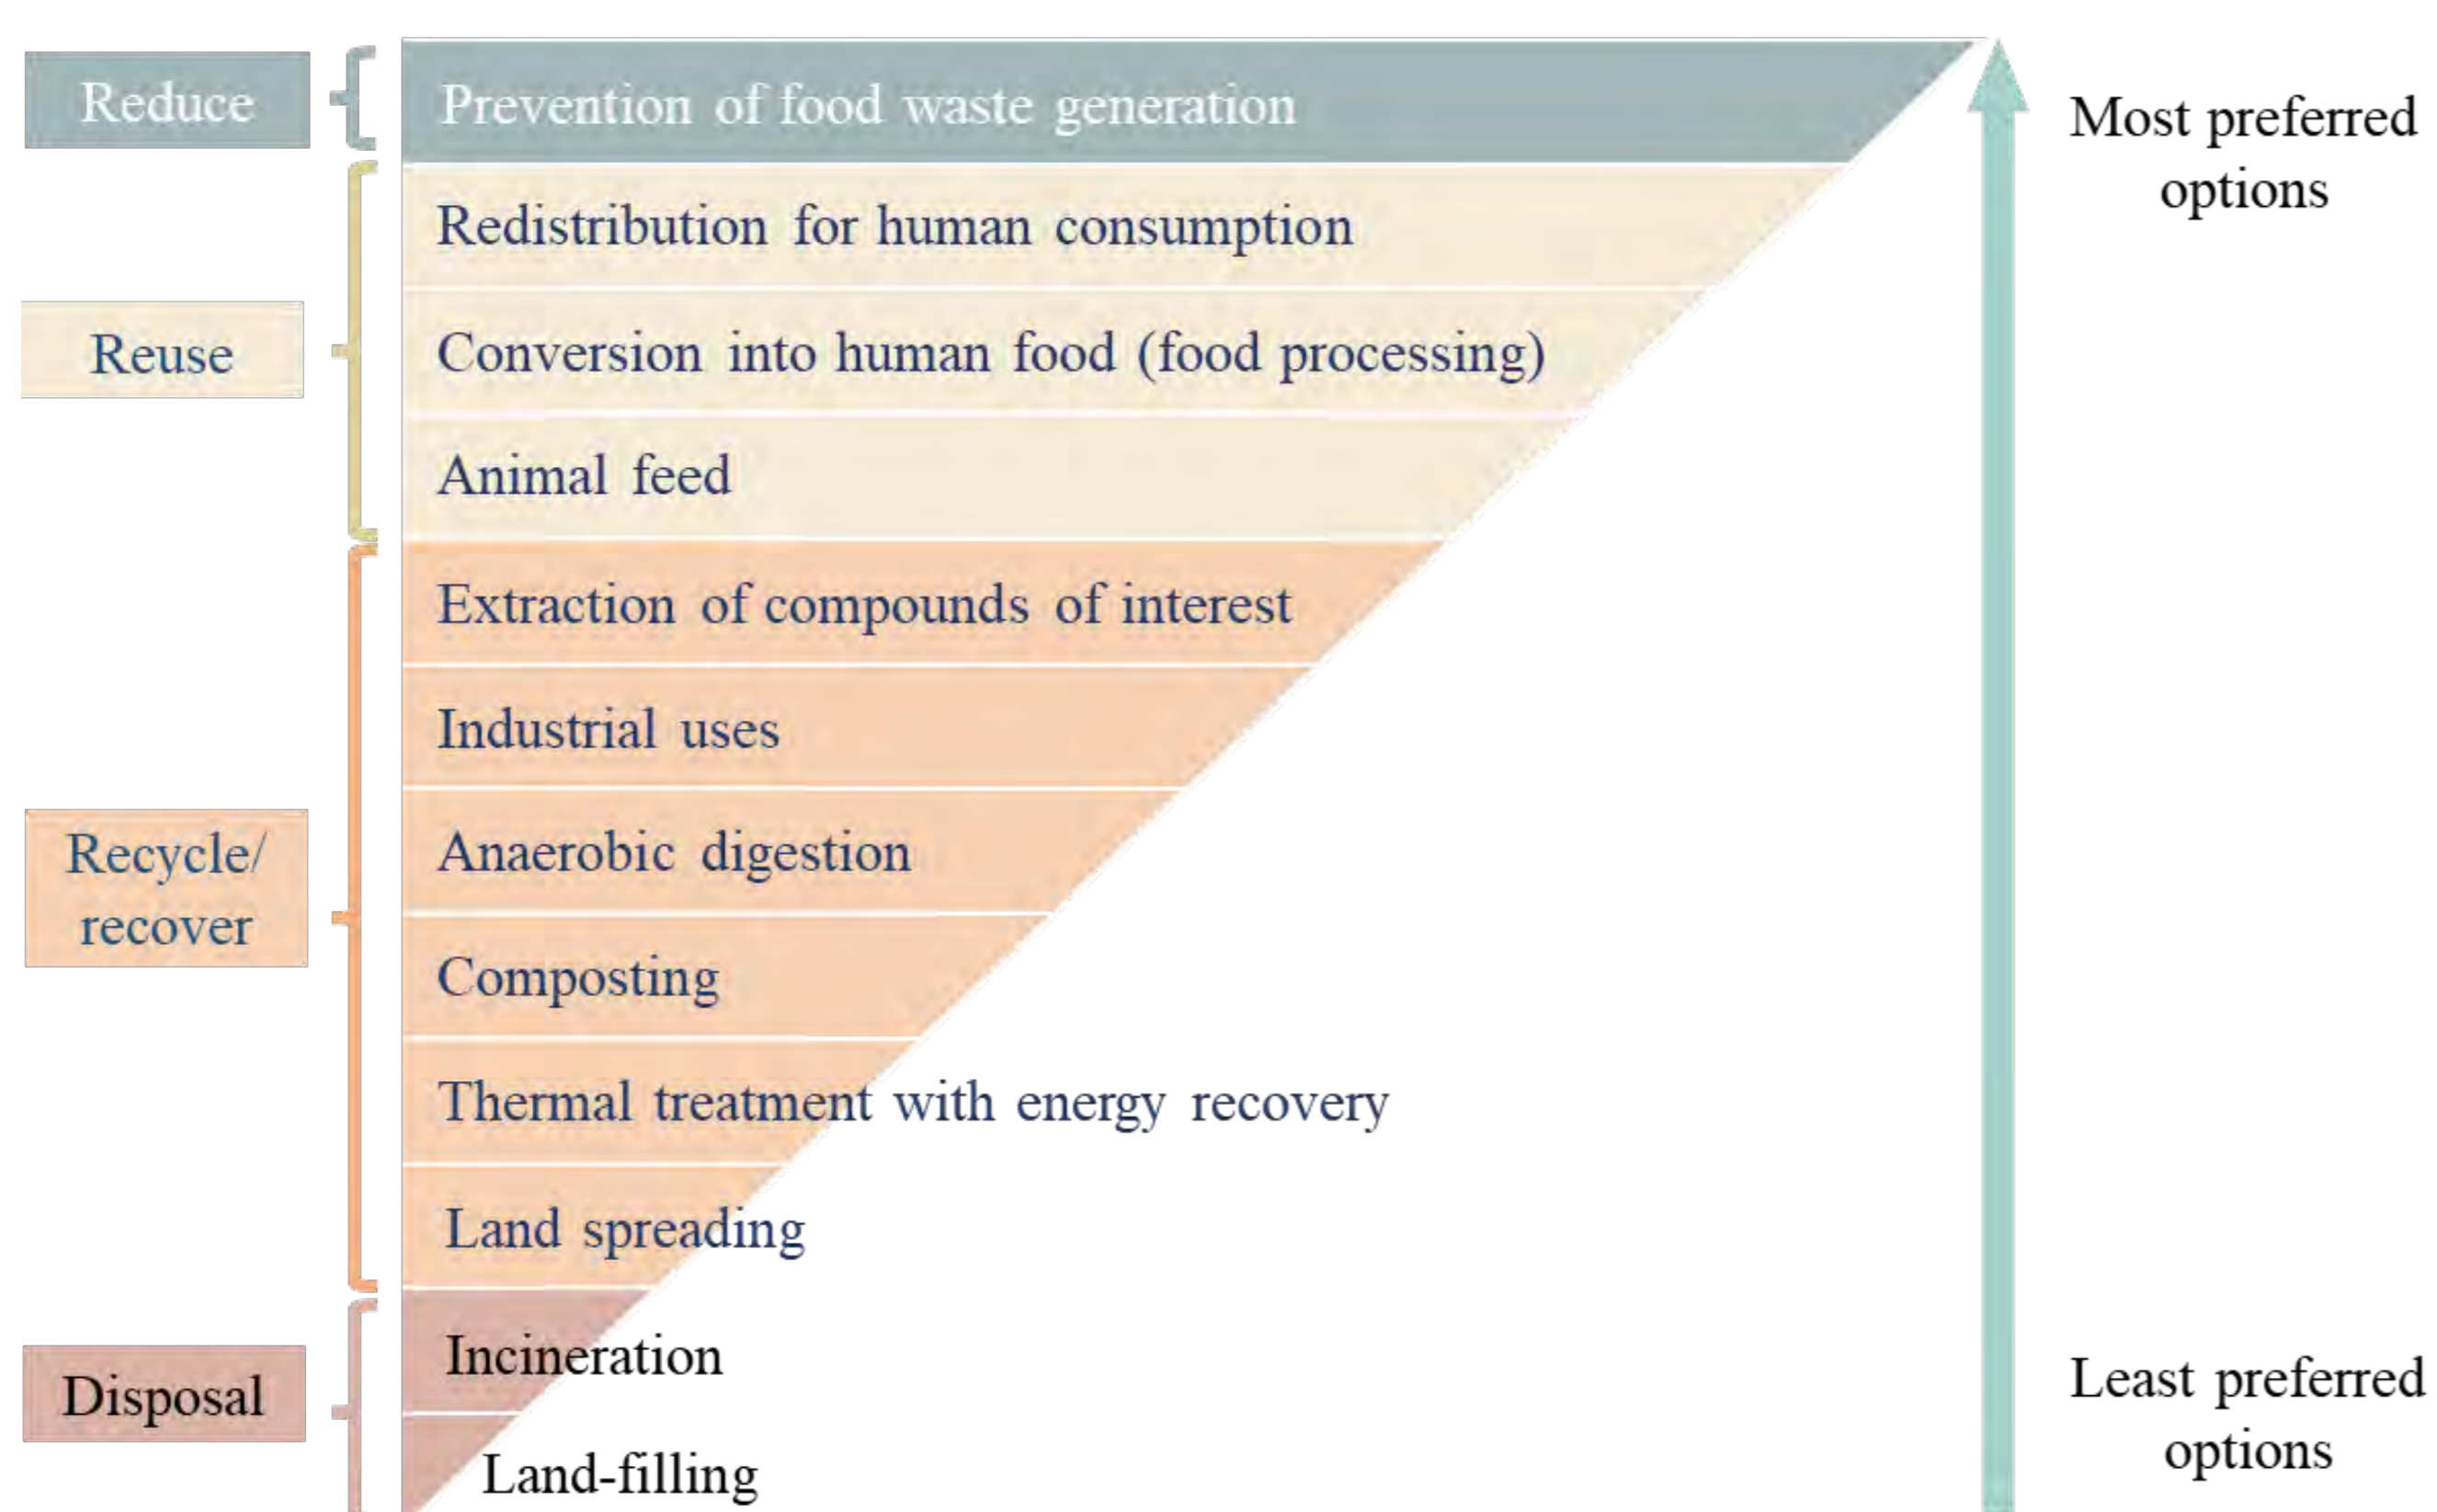 Reduce
Prevention of food waste generation
Most preferred
options
Redistribution for human consumption
Reuse
Conversion into human food (food processing)
Animal feed
Extraction of compounds of interest
Industrial uses
Recycle/
recover
Anaerobic digestion
Composting
Thermal treatment with energy recovery
Land spreading
Disposal
Incineration
Land-filling
Least preferred
options